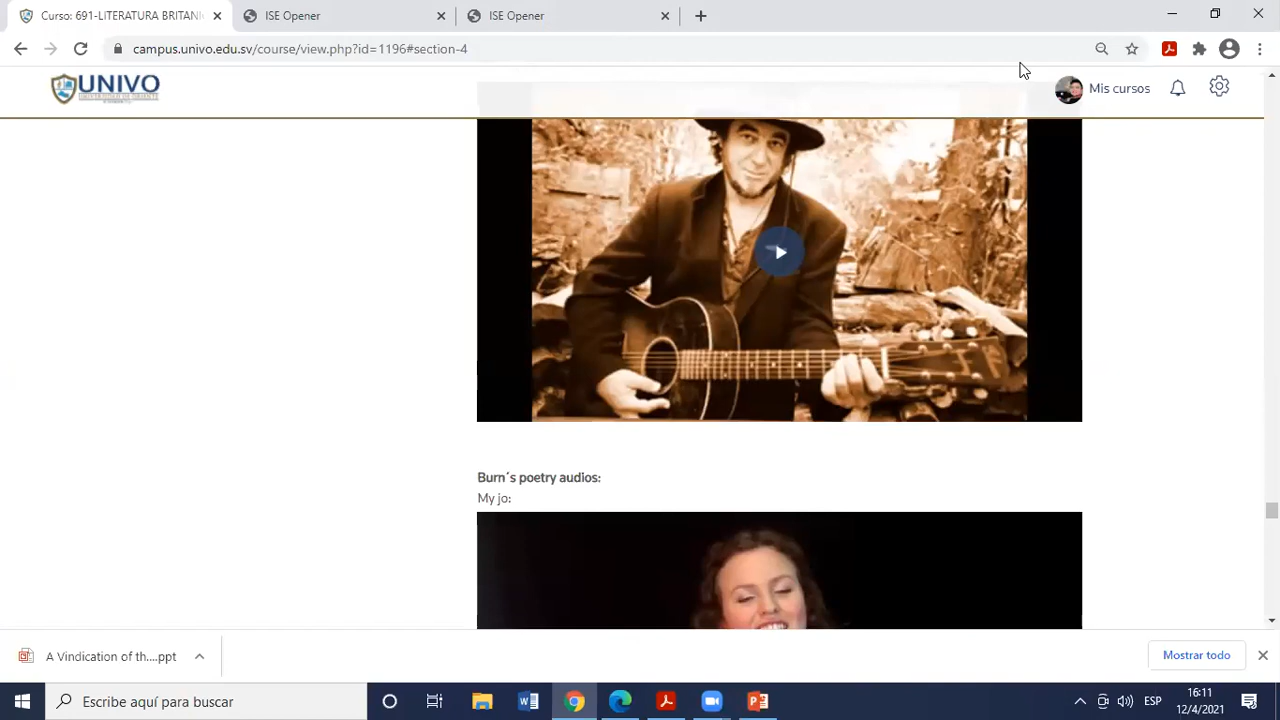 Curso: 691-LITERATURA BRITANI
ISE Opener
ISE Opener
campus.univo.edu.sv/course/view.php?id=1196#section-4
UNIVO
Mis cursos
Burn´s poetry audios:
My jo:
A Vindication of th....ppt
Mostrar todo
Escribe aquí para buscar
ESP
16:11
12/4/2021